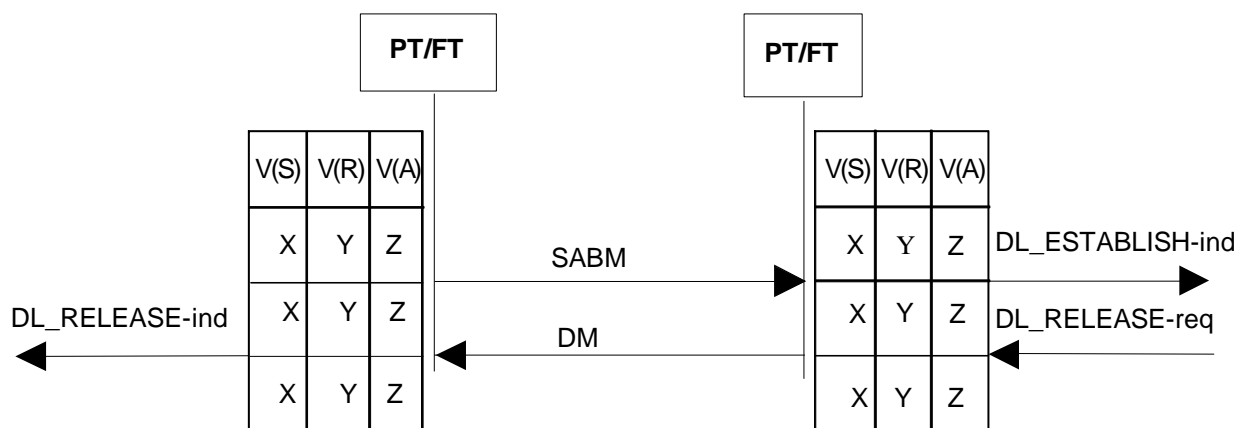 PT/FT
PT/FT
V(S) V(R) V(A)
V(S) V(R) V(A)
X Y Z
X Y Z
DL_ESTABLISH-ind
SABM
DL_RELEASE-ind
X Y Z
X Y Z
DL_RELEASE-req
DM
X Y Z
X Y Z